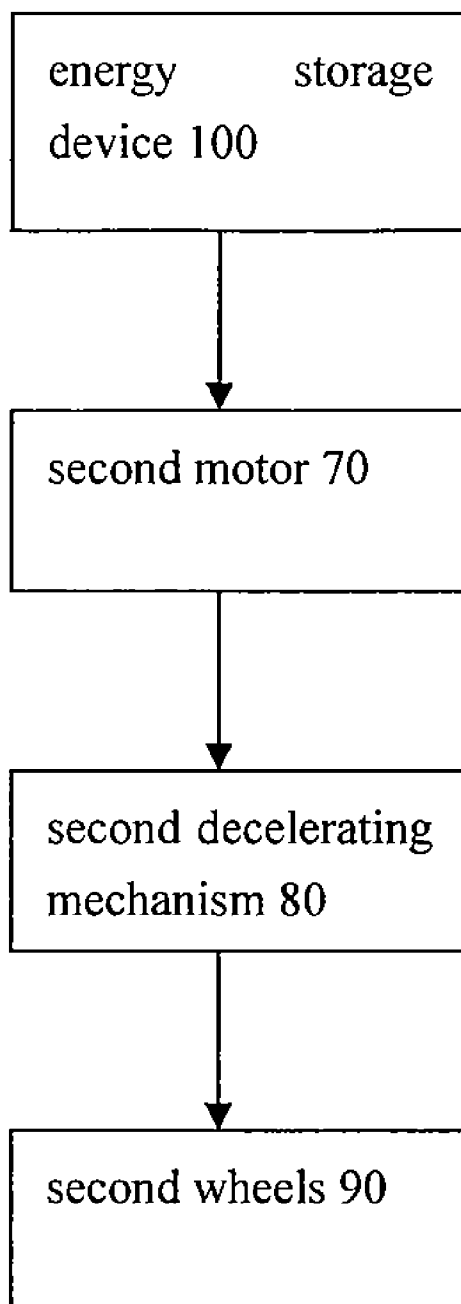 energy storage
device 100
second motor 70
second decelerating
mechanism 80
second wheels 90